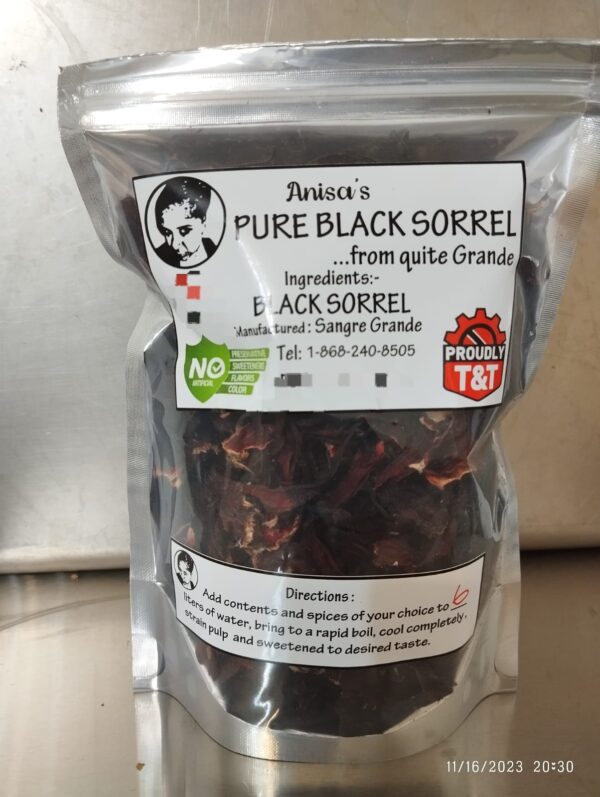 Anisa's
PURE BLACK SORREL
...from quite Grande
Ingredients:-
BLACK SORREL
Manufactured : Sangre Grande
Tel: 1-868-240-8505
NO
ARTIFICIAL
PRESERVATIVE
SWEETENERS
FLAVORS
COLOR
PROUDLY
T&T
Directions :
Add contents and spices of your choice to 6
liters of water, bring to a rapid boil, cool completely,
strain pulp and sweetened to desired taste.
11/16/2023 20:30